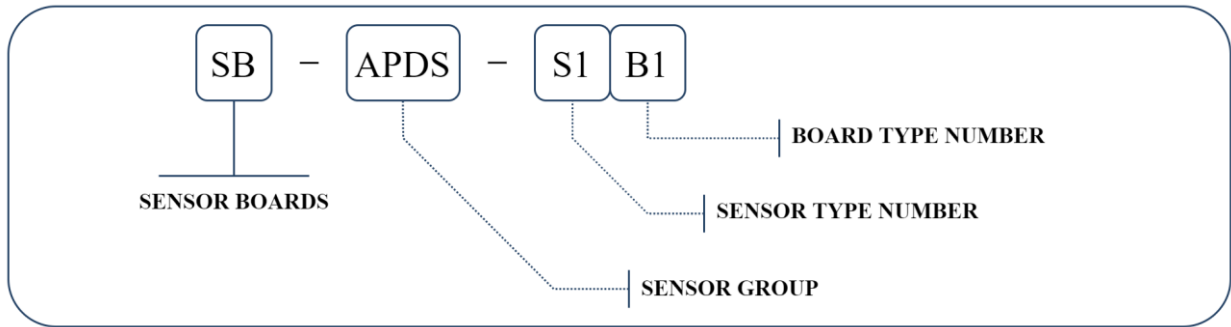 SB – APDS – S1 B1
BOARD TYPE NUMBER
SENSOR BOARDS
SENSOR TYPE NUMBER
SENSOR GROUP